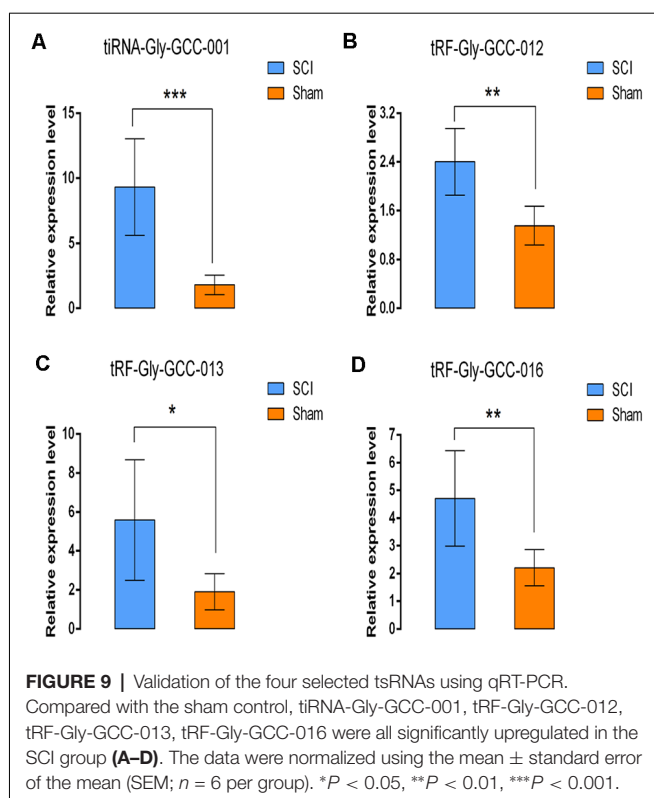 A
tiRNA-Gly-GCC-001
SCI
Sham
***
Relative expression level
15
10
5
0
B
tRF-Gly-GCC-012
SCI
Sham
**
Relative expression level
3.2
2.4
1.6
0.8
0.0
C
tRF-Gly-GCC-013
SCI
Sham
*
Relative expression level
10
8
6
4
2
0
D
tRF-Gly-GCC-016
SCI
Sham
**
Relative expression level
7
6
5
4
3
2
1
0
FIGURE 9 | Validation of the four selected tsRNAs using qRT-PCR.
Compared with the sham control, tiRNA-Gly-GCC-001, tRF-Gly-GCC-012,
tRF-Gly-GCC-013, tRF-Gly-GCC-016 were all significantly upregulated in the
SCI group (A–D). The data were normalized using the mean ± standard error
of the mean (SEM; n = 6 per group). *P < 0.05, **P < 0.01, ***P < 0.001.